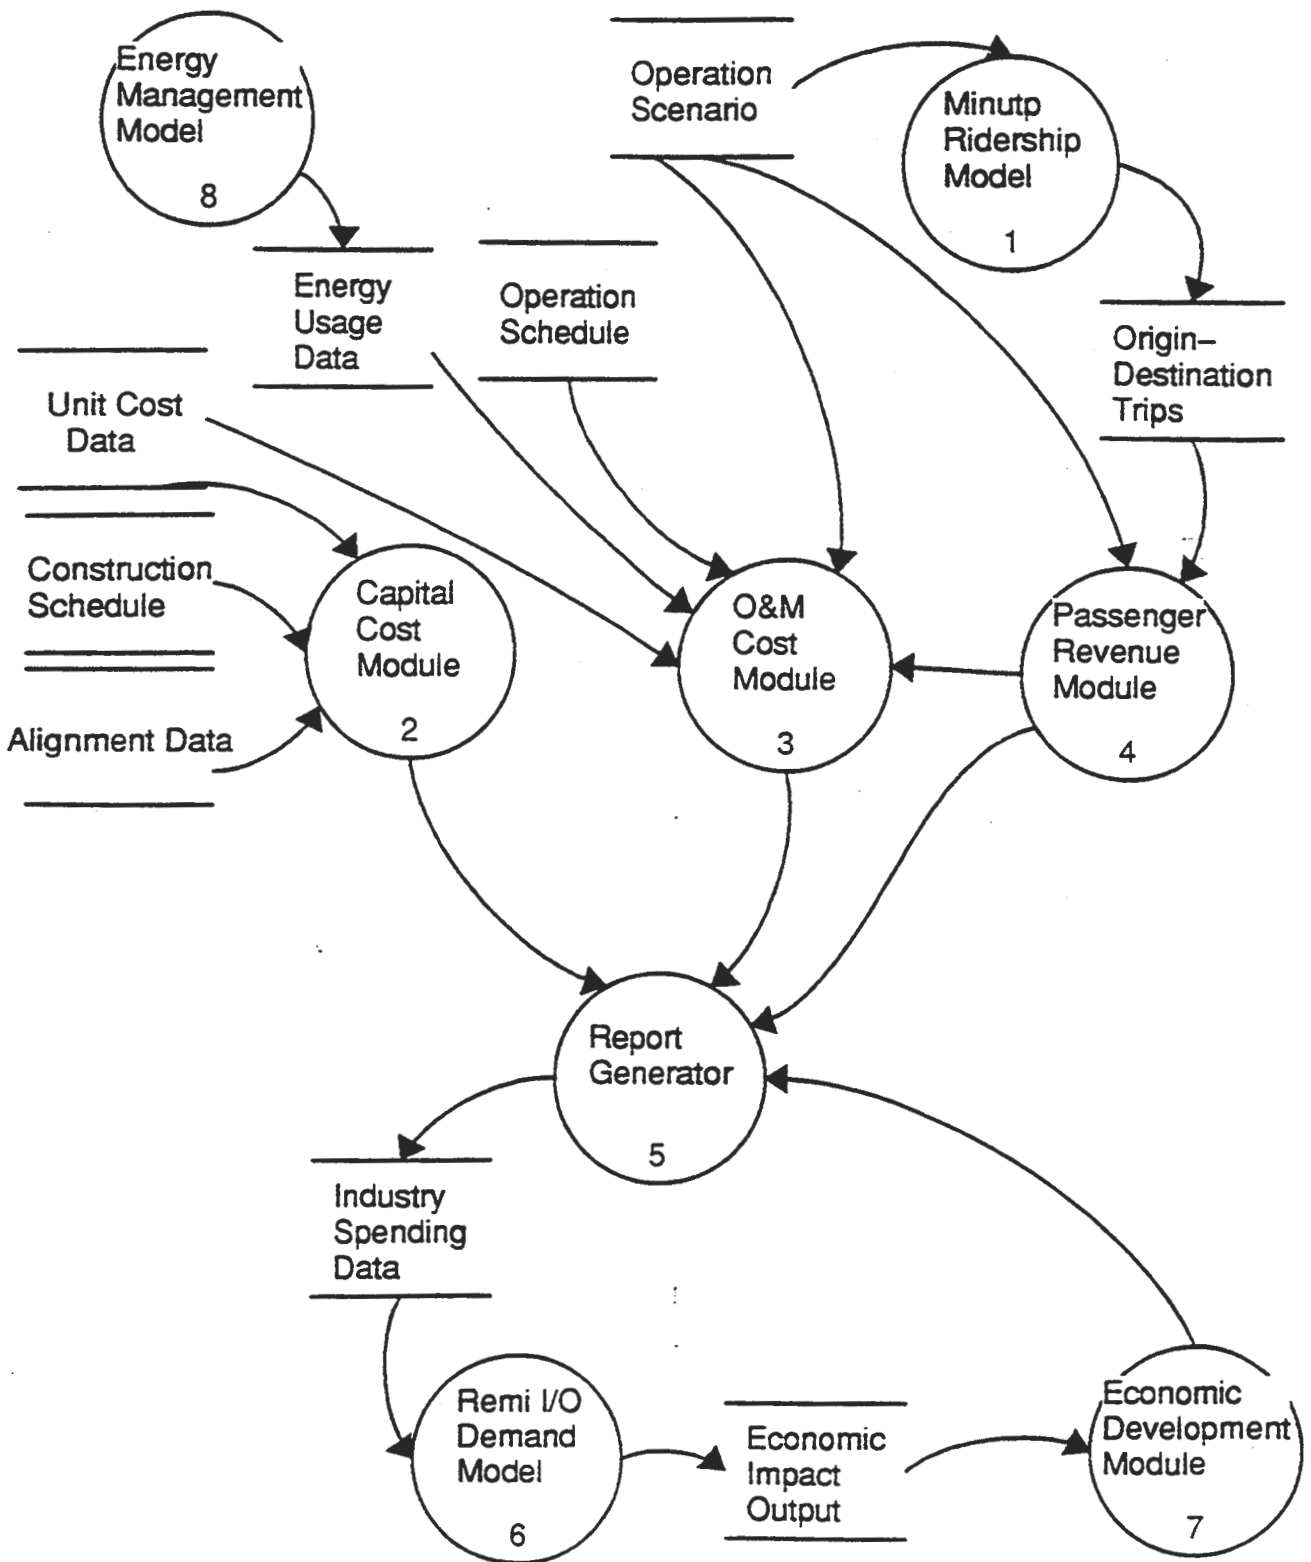 Energy
Management
Model
8
Operation
Scenario
Minutp
Ridership
Model
1
Energy
Usage
Data
Operation
Schedule
Origin–
Destination
Trips
Unit Cost
Data
Construction
Schedule
Alignment Data
Capital
Cost
Module
2
O&M
Cost
Module
3
Passenger
Revenue
Module
4
Report
Generator
5
Industry
Spending
Data
Remi I/O
Demand
Model
6
Economic
Impact
Output
Economic
Development
Module
7